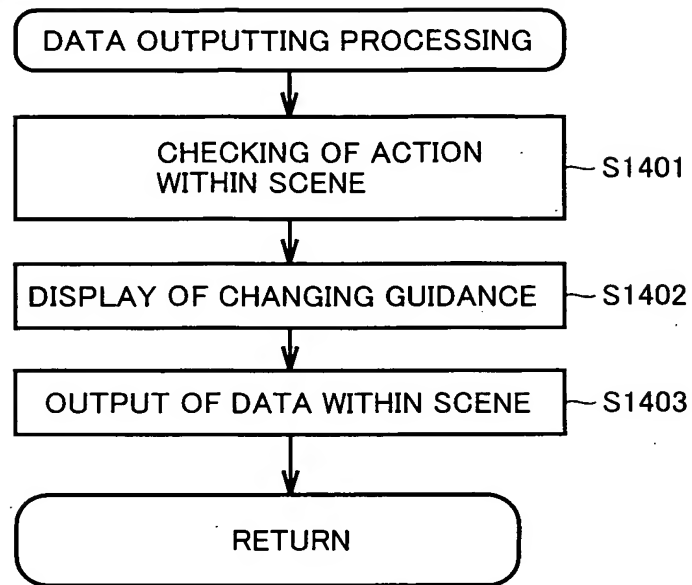 DATA OUTPUTTING PROCESSING
CHECKING OF ACTION
WITHIN SCENE
S1401
DISPLAY OF CHANGING GUIDANCE
S1402
OUTPUT OF DATA WITHIN SCENE
S1403
RETURN